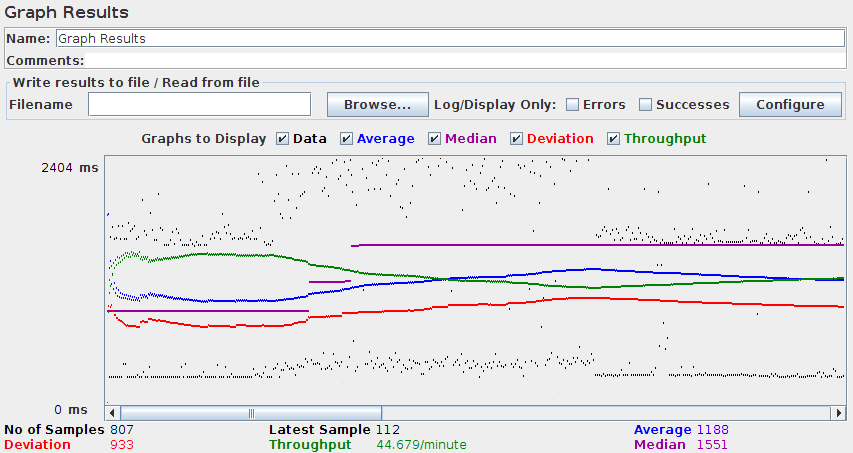 Graph Results
Name: Graph Results
Comments:
Write results to file / Read from file
Filename Browse... Log/Display Only: Errors Successes Configure
Graphs to Display Data Average Median Deviation Throughput
2404 ms
0 ms
No of Samples 807 Latest Sample 112 Average 1188
Deviation 933 Throughput 44.679/minute Median 1551